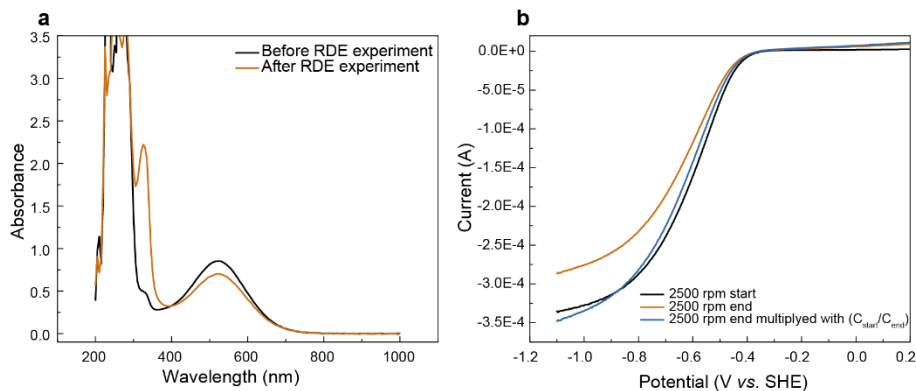 a
3.5
3.0
2.5
2.0
1.5
1.0
0.5
0.0
Absorbance
Before RDE experiment
After RDE experiment
200
400
600
800
1000
Wavelength (nm)
b
0.0E+0
-5.0E-5
-1.0E-4
-1.5E-4
-2.0E-4
-2.5E-4
-3.0E-4
-3.5E-4
Current (A)
2500 rpm start
2500 rpm end
2500 rpm end multiplyed with (C_start/C_end)
-1.2
-1.0
-0.8
-0.6
-0.4
-0.2
0.0
0.2
Potential (V vs. SHE)